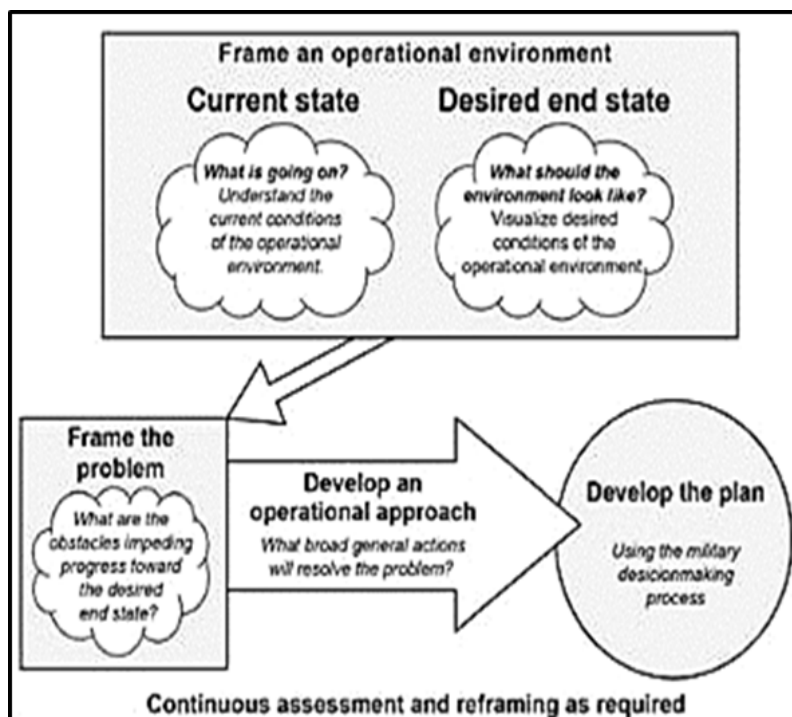 Frame an operational environment
Current state
What is going on?
Understand the
current conditions
of the operational
environment.
Desired end state
What should the
environment look like?
Visualize desired
conditions of the
operational environment
Frame the
problem
What are the
obstacles impeding
progress toward
the desired
end state?
Develop an
operational approach
What broad general actions
will resolve the problem?
Develop the plan
Using the military
desicionmaking
process
Continuous assessment and reframing as required